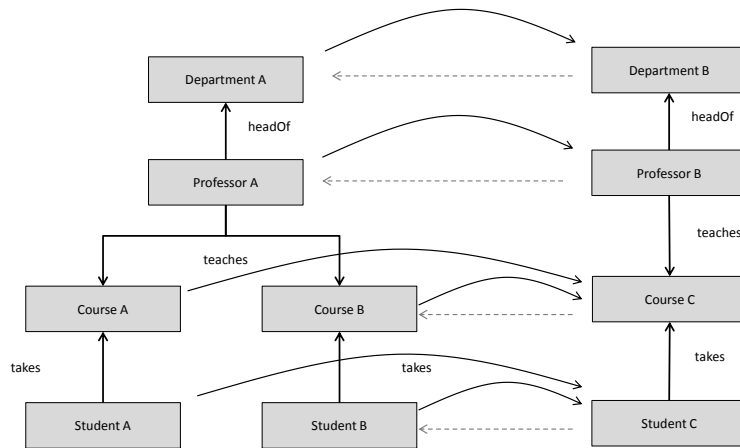 Department A
Department B
headOf
headOf
Professor A
Professor B
teaches
teaches
Course A
Course B
Course C
takes
takes
takes
Student A
Student B
Student C